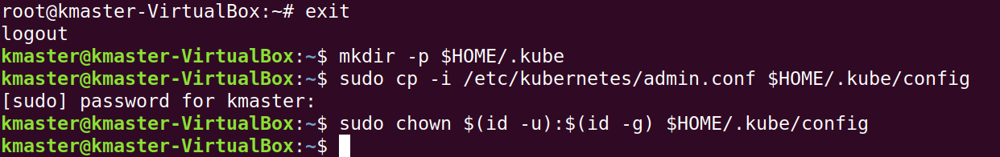 root@kmaster-VirtualBox:~# exit
logout
kmaster@kmaster-VirtualBox:~$ mkdir -p $HOME/.kube
kmaster@kmaster-VirtualBox:~$ sudo cp -i /etc/kubernetes/admin.conf $HOME/.kube/config
[sudo] password for kmaster:
kmaster@kmaster-VirtualBox:~$ sudo chown $(id -u):$(id -g) $HOME/.kube/config
kmaster@kmaster-VirtualBox:~$